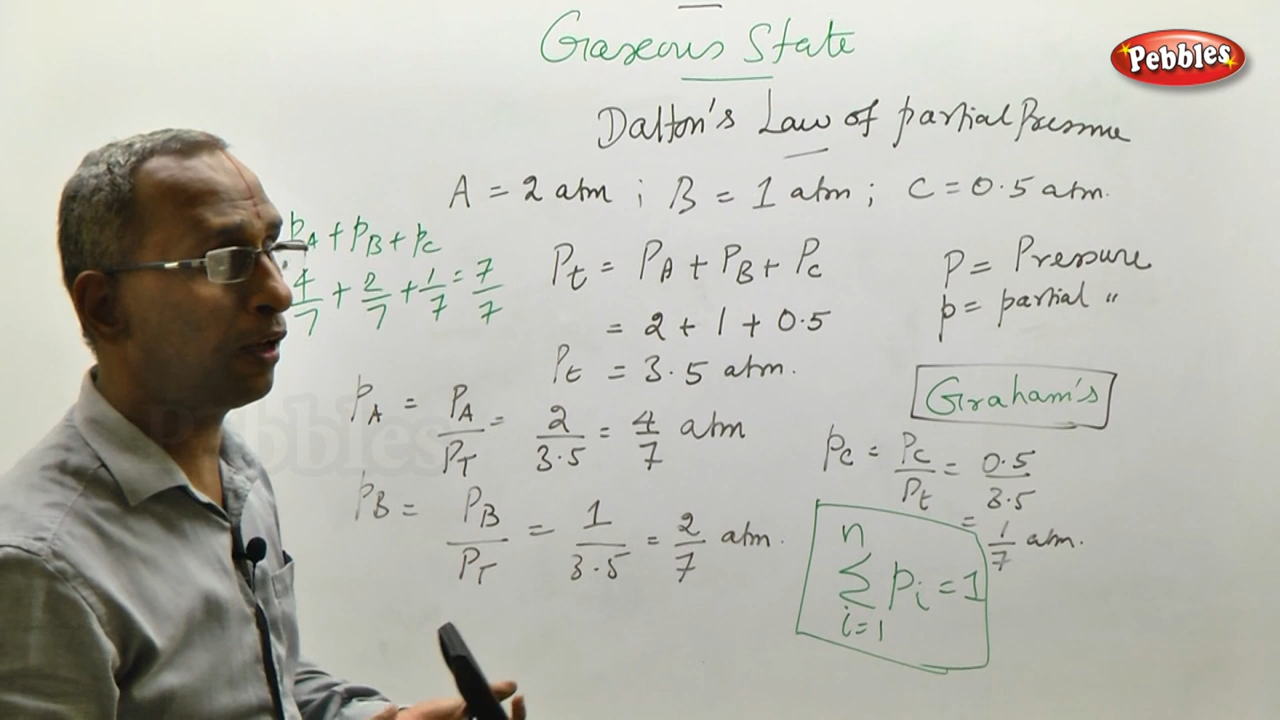 Gaseous State
Pebbles
Dalton's Law of partial Pressure
A = 2 atm ; B = 1 atm ; C = 0.5 atm.
pA + pB + pC
4/7 + 2/7 + 1/7 = 7/7
Pt = PA + PB + PC
= 2 + 1 + 0.5
Pt = 3.5 atm.
P = Pressure
p = partial "
Graham's
pA = PA/PT = 2/3.5 = 4/7 atm
pB = PB/PT = 1/3.5 = 2/7 atm.
pC = PC/Pt = 0.5/3.5
= 1/7 atm.
n
∑ pi = 1
i=1
Pebbles